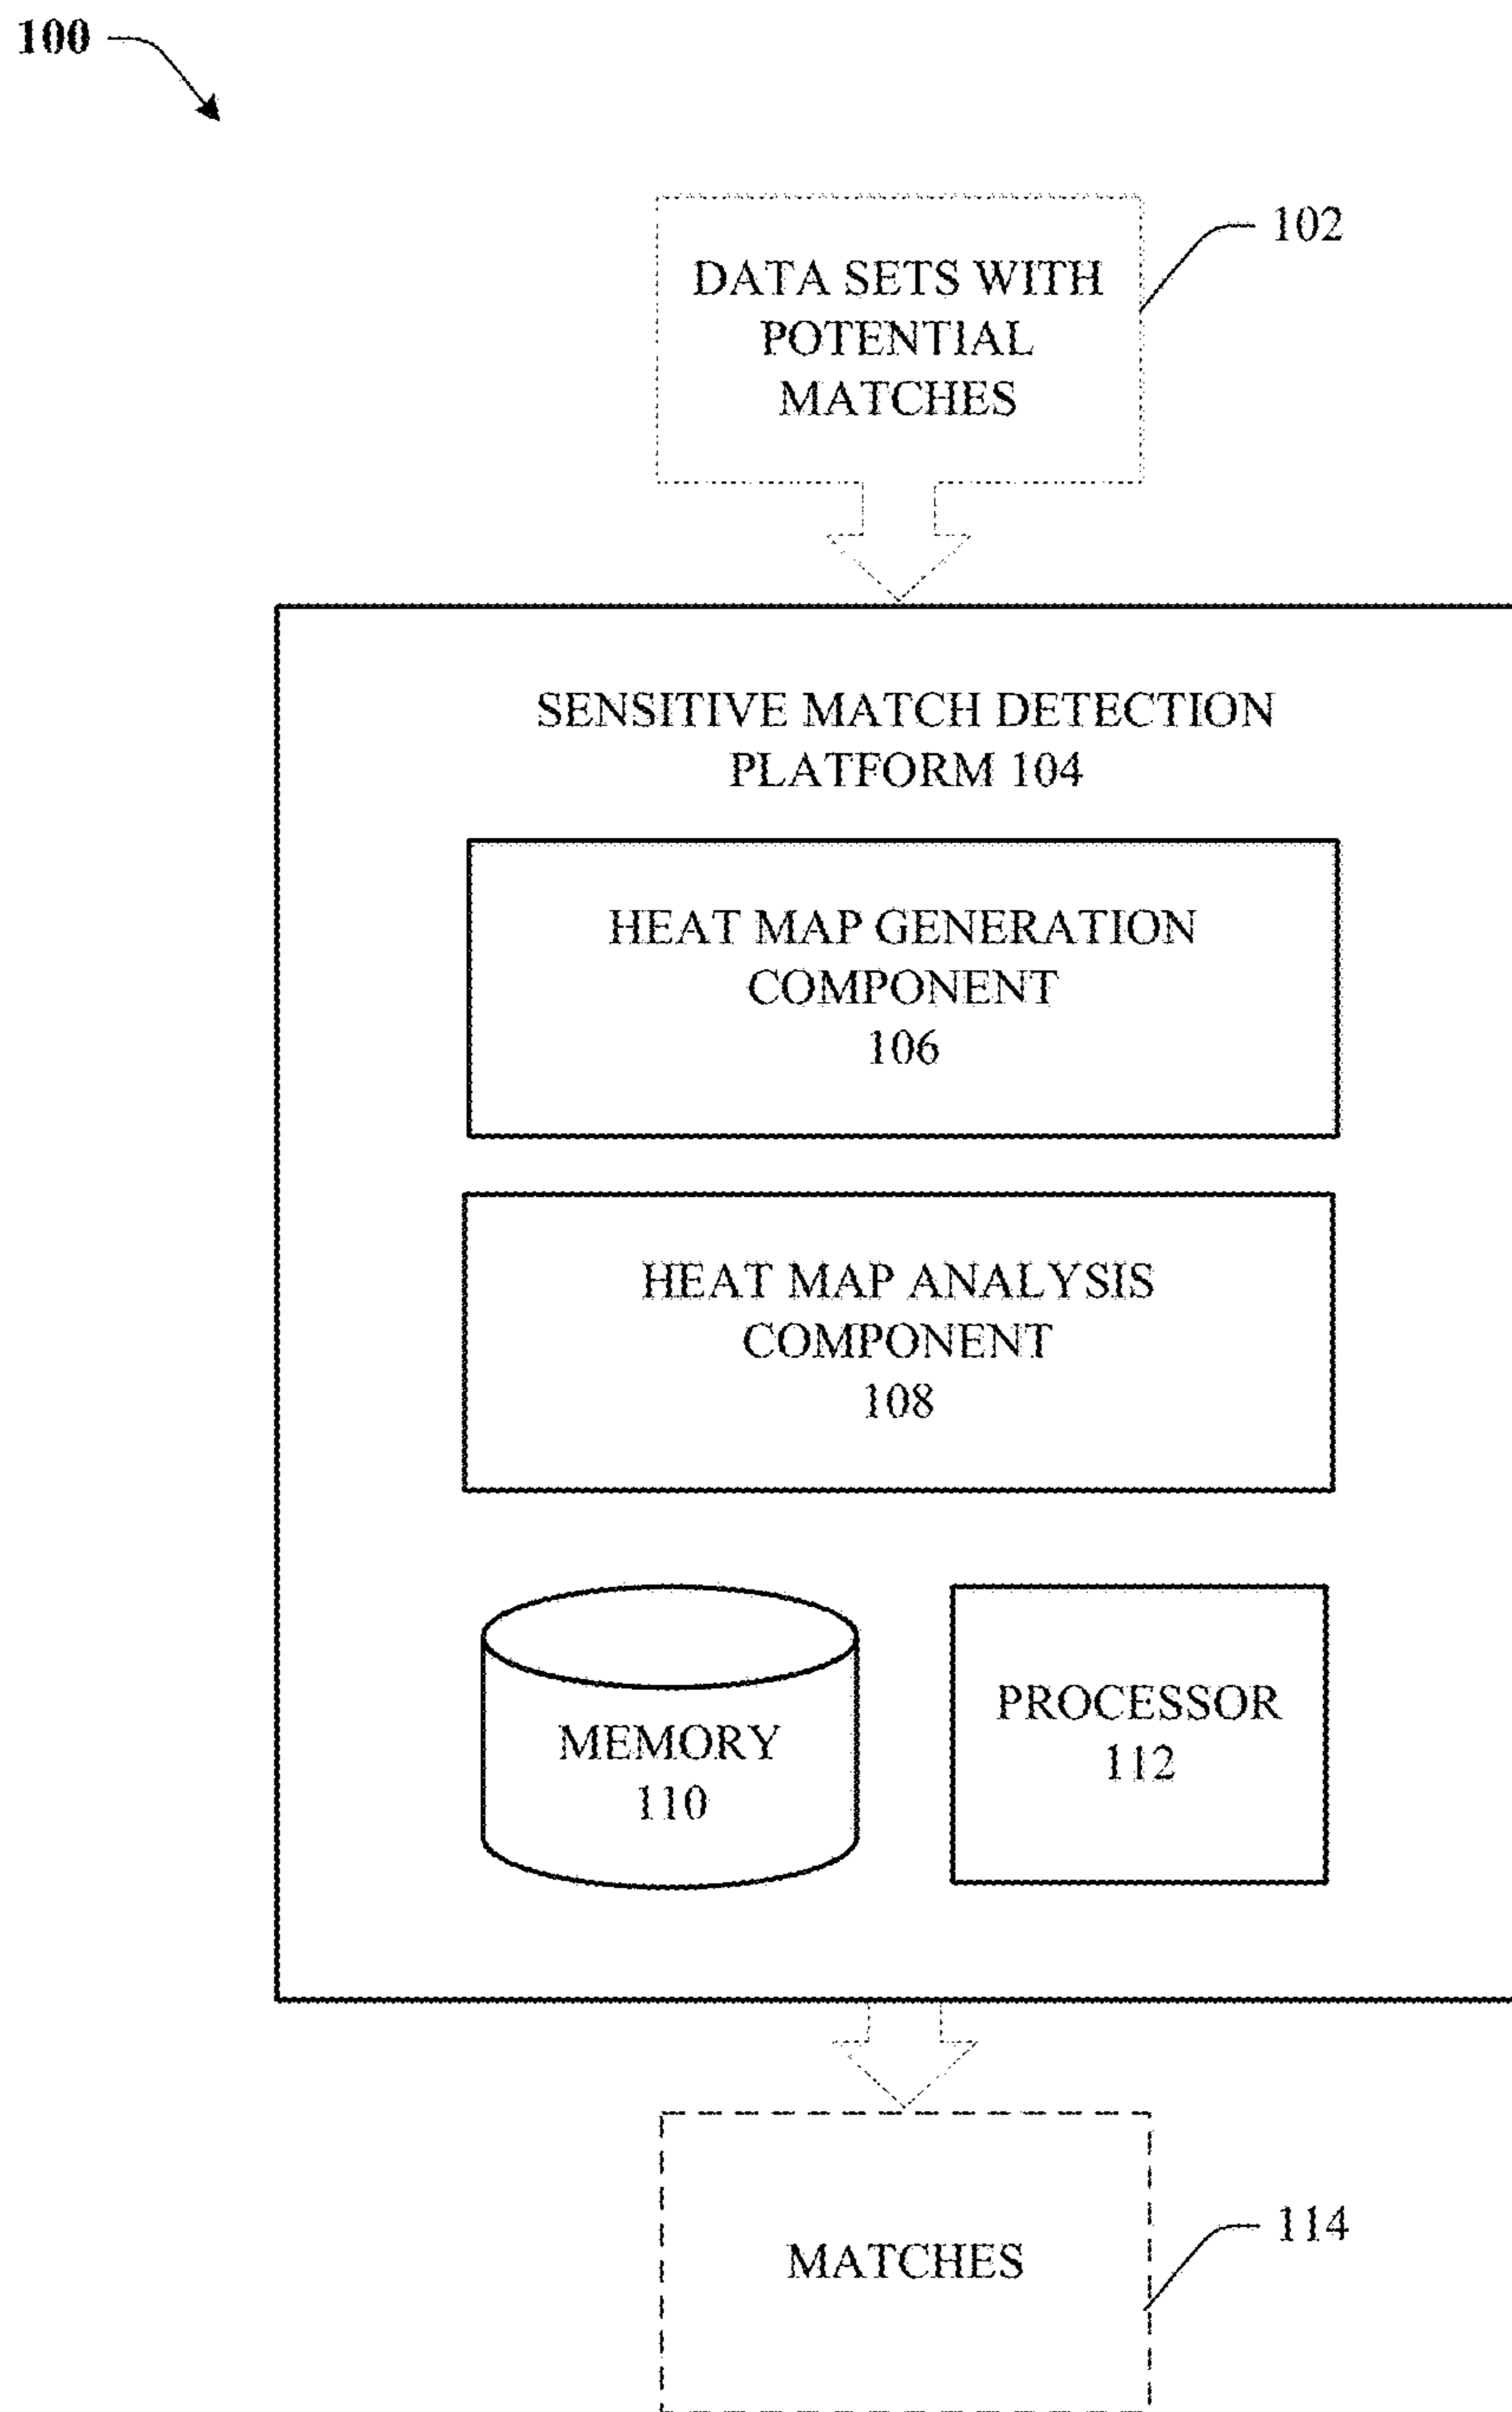 100
102
DATA SETS WITH
POTENTIAL
MATCHES
SENSITIVE MATCH DETECTION
PLATFORM 104
HEAT MAP GENERATION
COMPONENT
106
HEAT MAP ANALYSIS
COMPONENT
108
MEMORY
110
PROCESSOR
112
MATCHES
114